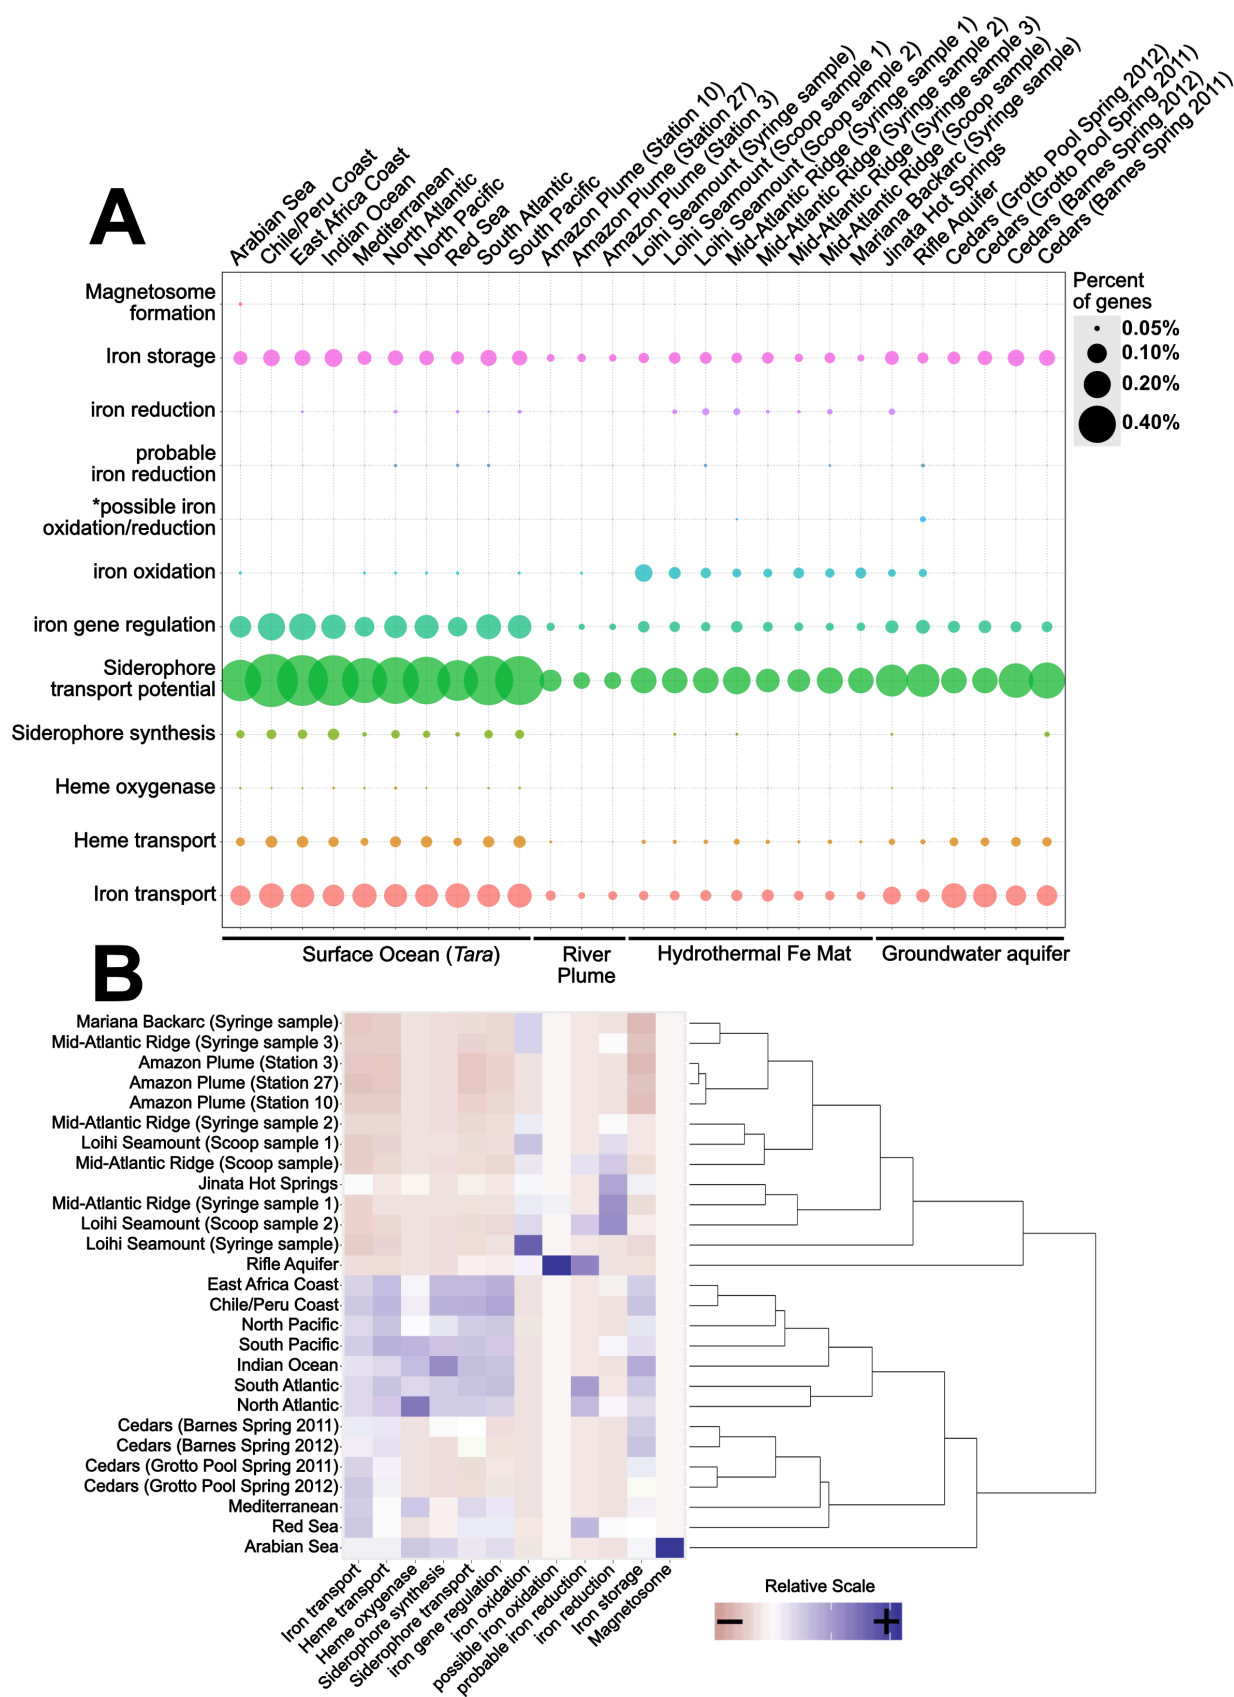 A
Arabian Sea
Chile/Peru Coast
East Africa Coast
Indian Ocean
Mediterranean
North Atlantic
North Pacific
Red Sea
South Atlantic
South Pacific
Amazon Plume (Station 10)
Amazon Plume (Station 27)
Amazon Plume (Station 3)
Loihi Seamount (Syringe sample)
Loihi Seamount (Scoop sample 1)
Loihi Seamount (Scoop sample 2)
Mid-Atlantic Ridge (Syringe sample 1)
Mid-Atlantic Ridge (Syringe sample 2)
Mid-Atlantic Ridge (Syringe sample 3)
Mid-Atlantic Ridge (Scoop sample)
Mariana Backarc (Syringe sample)
Jinata Hot Springs
Rifle Aquifer
Cedars (Grotto Pool Spring 2012)
Cedars (Grotto Pool Spring 2011)
Cedars (Barnes Spring 2012)
Cedars (Barnes Spring 2011)
Magnetosome
formation
Iron storage
iron reduction
probable
iron reduction
*possible iron
oxidation/reduction
iron oxidation
iron gene regulation
Siderophore
transport potential
Siderophore synthesis
Heme oxygenase
Heme transport
Iron transport
Percent
of genes
0.05%
0.10%
0.20%
0.40%
Surface Ocean (Tara)
River
Plume
Hydrothermal Fe Mat
Groundwater aquifer
B
Mariana Backarc (Syringe sample)
Mid-Atlantic Ridge (Syringe sample 3)
Amazon Plume (Station 3)
Amazon Plume (Station 27)
Amazon Plume (Station 10)
Mid-Atlantic Ridge (Syringe sample 2)
Loihi Seamount (Scoop sample 1)
Mid-Atlantic Ridge (Scoop sample)
Jinata Hot Springs
Mid-Atlantic Ridge (Syringe sample 1)
Loihi Seamount (Scoop sample 2)
Loihi Seamount (Syringe sample)
Rifle Aquifer
East Africa Coast
Chile/Peru Coast
North Pacific
South Pacific
Indian Ocean
South Atlantic
North Atlantic
Cedars (Barnes Spring 2011)
Cedars (Barnes Spring 2012)
Cedars (Grotto Pool Spring 2011)
Cedars (Grotto Pool Spring 2012)
Mediterranean
Red Sea
Arabian Sea
Iron transport
Heme transport
Heme oxygenase
Siderophore synthesis
Siderophore transport
iron gene regulation
iron oxidation
possible iron oxidation
probable iron reduction
iron reduction
Iron storage
Magnetosome
Relative Scale
− +